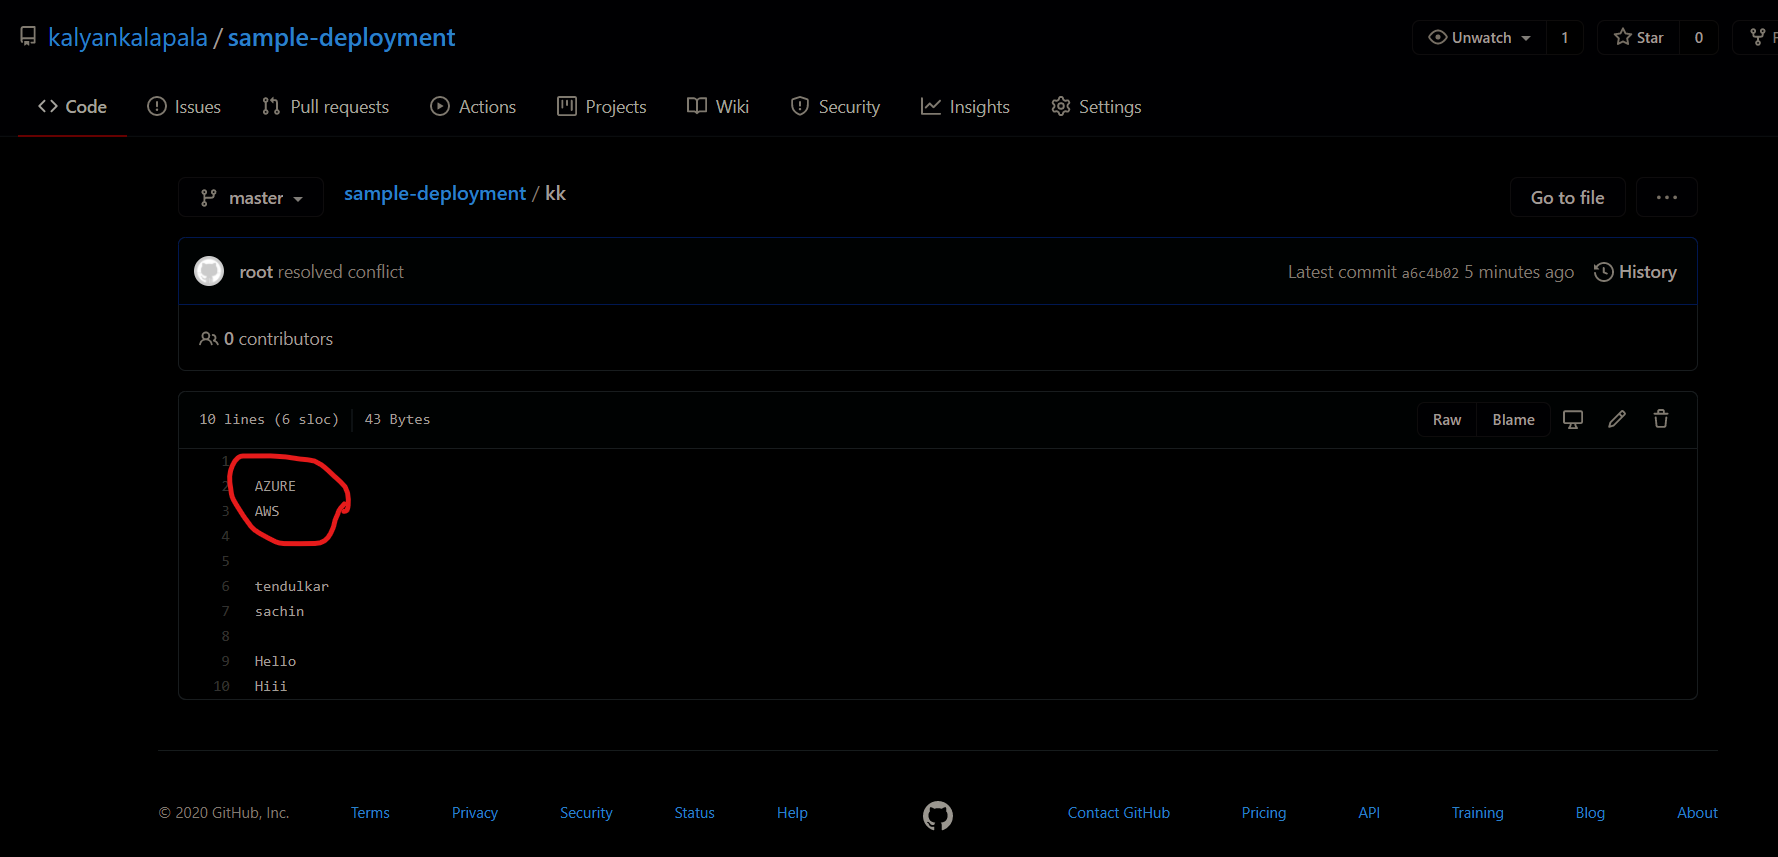 kalyankalapala / sample-deployment
Unwatch 1 Star 0
Code Issues Pull requests Actions Projects Wiki Security Insights Settings
master sample-deployment / kk Go to file ...
root resolved conflict Latest commit a6c4b02 5 minutes ago History
0 contributors
10 lines (6 sloc) 43 Bytes Raw Blame
1
2 AZURE
3 AWS
4
5
6 tendulkar
7 sachin
8
9 Hello
10 Hiii
© 2020 GitHub, Inc. Terms Privacy Security Status Help Contact GitHub Pricing API Training Blog About